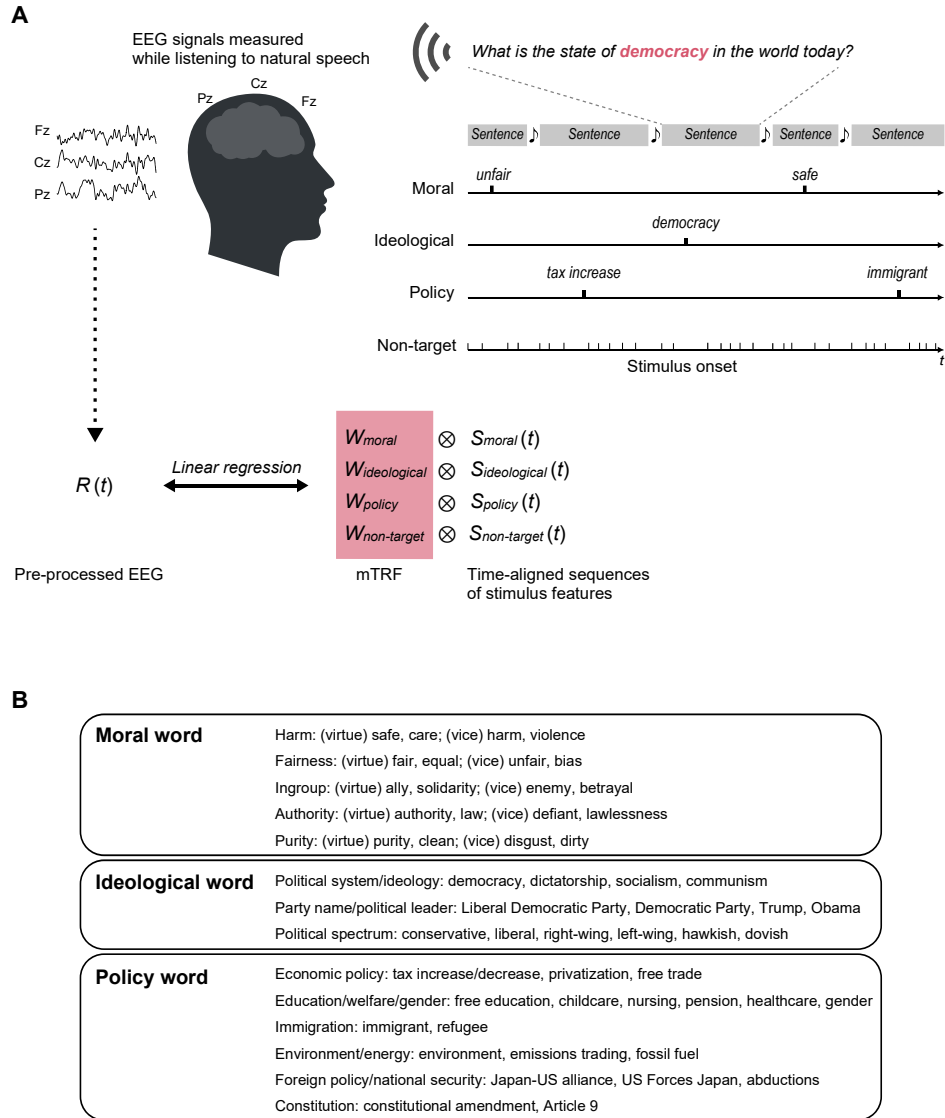 A
EEG signals measured
while listening to natural speech
What is the state of democracy in the world today?
Pz
Cz
Fz
Fz
Cz
Pz
Sentence ♪ Sentence ♪ Sentence ♪ Sentence ♪ Sentence
unfair
safe
Moral
democracy
Ideological
tax increase
immigrant
Policy
Non-target
t
Stimulus onset
R (t)
Linear regression
Wmoral ⊗ Smoral (t)
Wideological ⊗ Sideological (t)
Wpolicy ⊗ Spolicy (t)
Wnon-target ⊗ Snon-target (t)
Pre-processed EEG
mTRF
Time-aligned sequences
of stimulus features
B
Moral word
Harm: (virtue) safe, care; (vice) harm, violence
Fairness: (virtue) fair, equal; (vice) unfair, bias
Ingroup: (virtue) ally, solidarity; (vice) enemy, betrayal
Authority: (virtue) authority, law; (vice) defiant, lawlessness
Purity: (virtue) purity, clean; (vice) disgust, dirty
Ideological word
Political system/ideology: democracy, dictatorship, socialism, communism
Party name/political leader: Liberal Democratic Party, Democratic Party, Trump, Obama
Political spectrum: conservative, liberal, right-wing, left-wing, hawkish, dovish
Policy word
Economic policy: tax increase/decrease, privatization, free trade
Education/welfare/gender: free education, childcare, nursing, pension, healthcare, gender
Immigration: immigrant, refugee
Environment/energy: environment, emissions trading, fossil fuel
Foreign policy/national security: Japan-US alliance, US Forces Japan, abductions
Constitution: constitutional amendment, Article 9